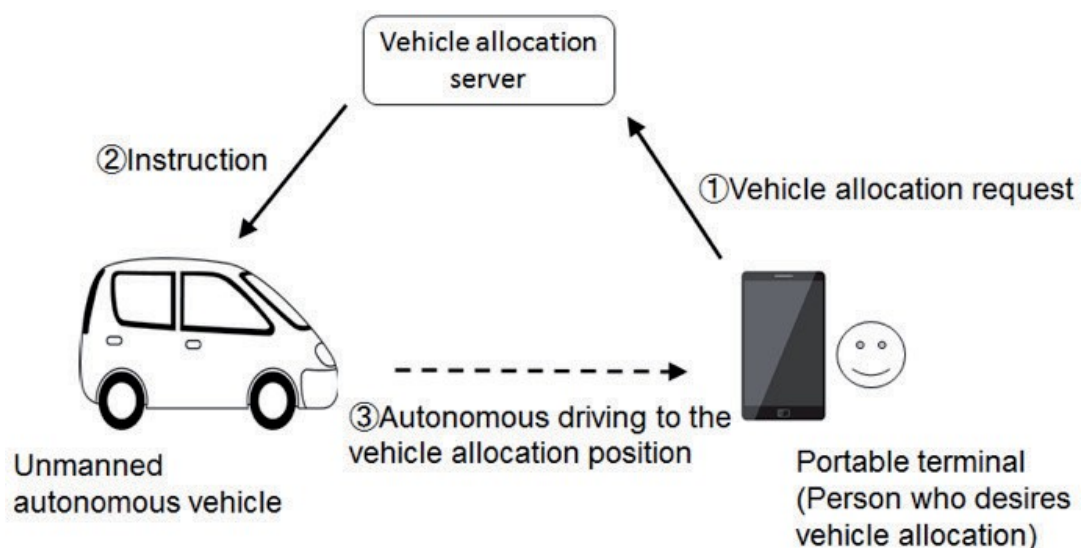 Vehicle allocation
server
②Instruction
①Vehicle allocation request
③Autonomous driving to the
vehicle allocation position
Unmanned
autonomous vehicle
Portable terminal
(Person who desires
vehicle allocation)